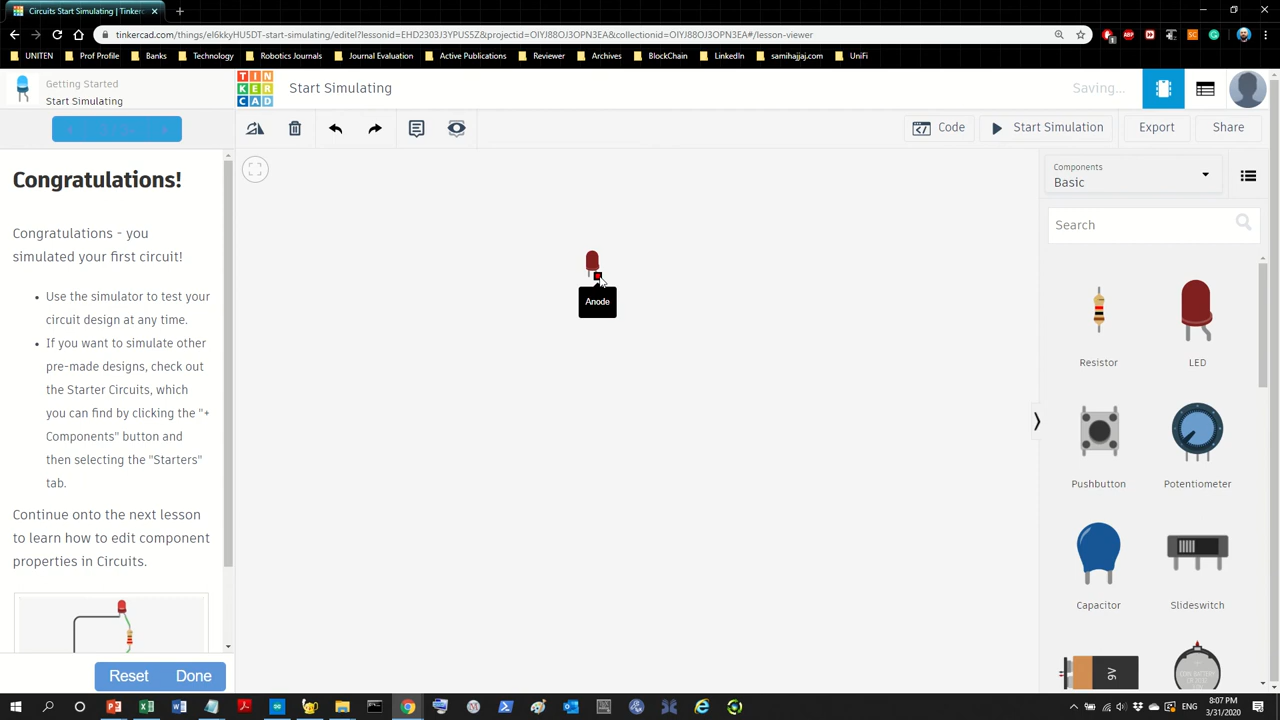 Circuits Start Simulating | Tinkerc
tinkercad.com/things/eI6kkyHU5DT-start-simulating/editel?lessonid=EHD2303J3YPUS5Z&projectid=OIYJ88OJ3OPN3EA&collectionid=OIYJ88OJ3OPN3EA#/lesson-viewer
UNITEN Prof Profile Banks Technology Robotics Journals Journal Evaluation Active Publications Reviewer Archives BlockChain LinkedIn samihajjaj.com UniFi
Getting Started
Start Simulating
TINKERCAD
Start Simulating
Saving...
Code
Start Simulation
Export
Share
Congratulations!
Congratulations - you
simulated your first circuit!
Use the simulator to test your
circuit design at any time.
If you want to simulate other
pre-made designs, check out
the Starter Circuits, which
you can find by clicking the "+
Components" button and
then selecting the "Starters"
tab.
Continue onto the next lesson
to learn how to edit component
properties in Circuits.
Reset
Done
Anode
Components
Basic
Search
Resistor
LED
Pushbutton
Potentiometer
Capacitor
Slideswitch
9V
ENG
8:07 PM
3/31/2020